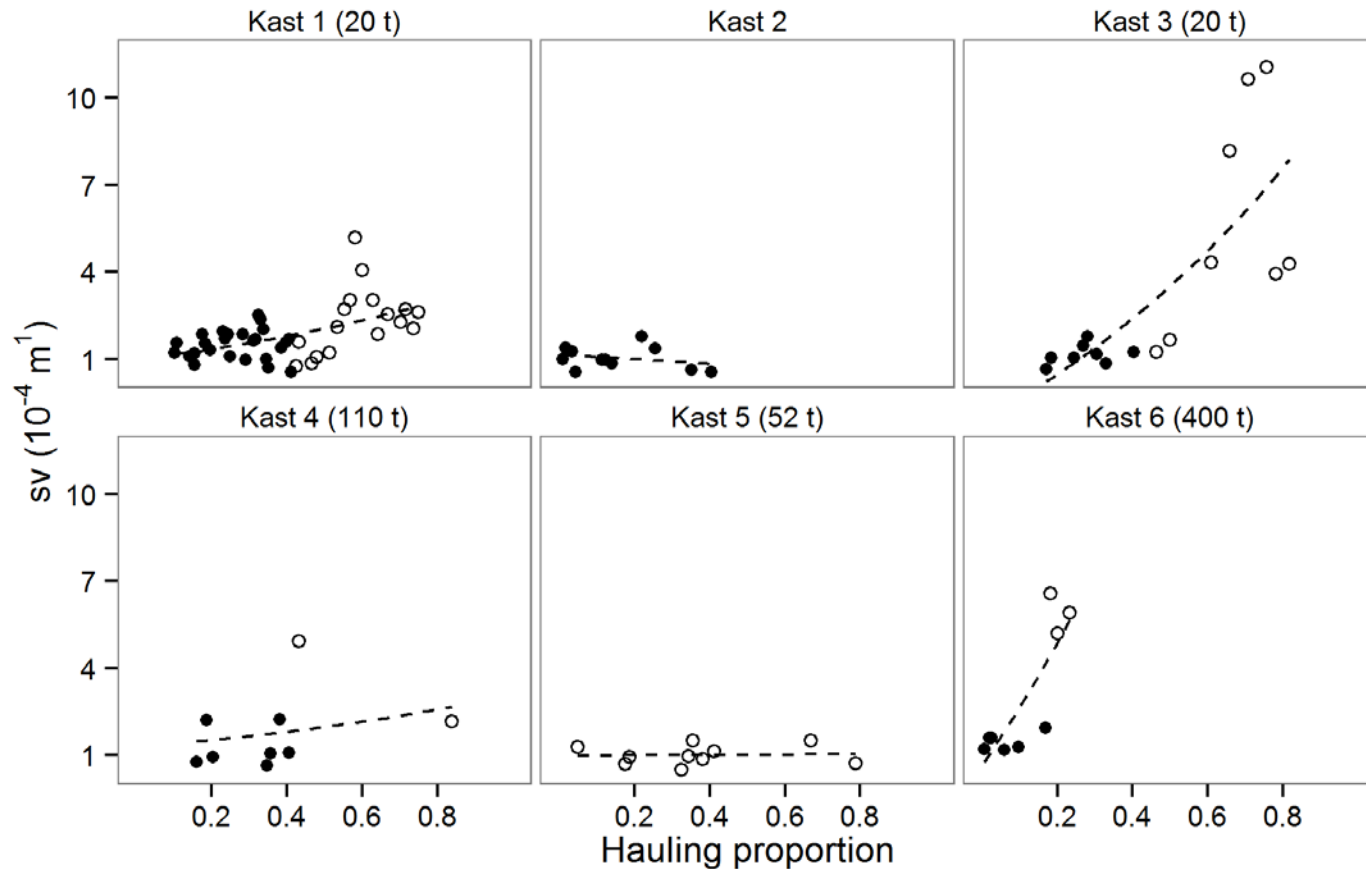 Kast 1 (20 t) Kast 2 Kast 3 (20 t)
10
7
4
1
Kast 4 (110 t) Kast 5 (52 t) Kast 6 (400 t)
10
7
4
1
sv (10⁻⁴ m¹)
0.2 0.4 0.6 0.8 0.2 0.4 0.6 0.8 0.2 0.4 0.6 0.8
Hauling proportion